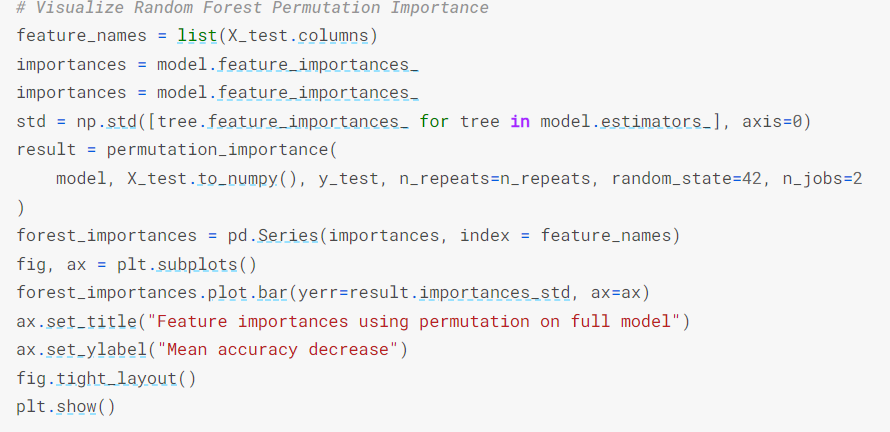 # Visualize Random Forest Permutation Importance
feature_names = list(X_test.columns)
importances = model.feature_importances_
importances = model.feature_importances_
std = np.std([tree.feature_importances_ for tree in model.estimators_], axis=0)
result = permutation_importance(
    model, X_test.to_numpy(), y_test, n_repeats=n_repeats, random_state=42, n_jobs=2
)
forest_importances = pd.Series(importances, index = feature_names)
fig, ax = plt.subplots()
forest_importances.plot.bar(yerr=result.importances_std, ax=ax)
ax.set_title("Feature importances using permutation on full model")
ax.set_ylabel("Mean accuracy decrease")
fig.tight_layout()
plt.show()